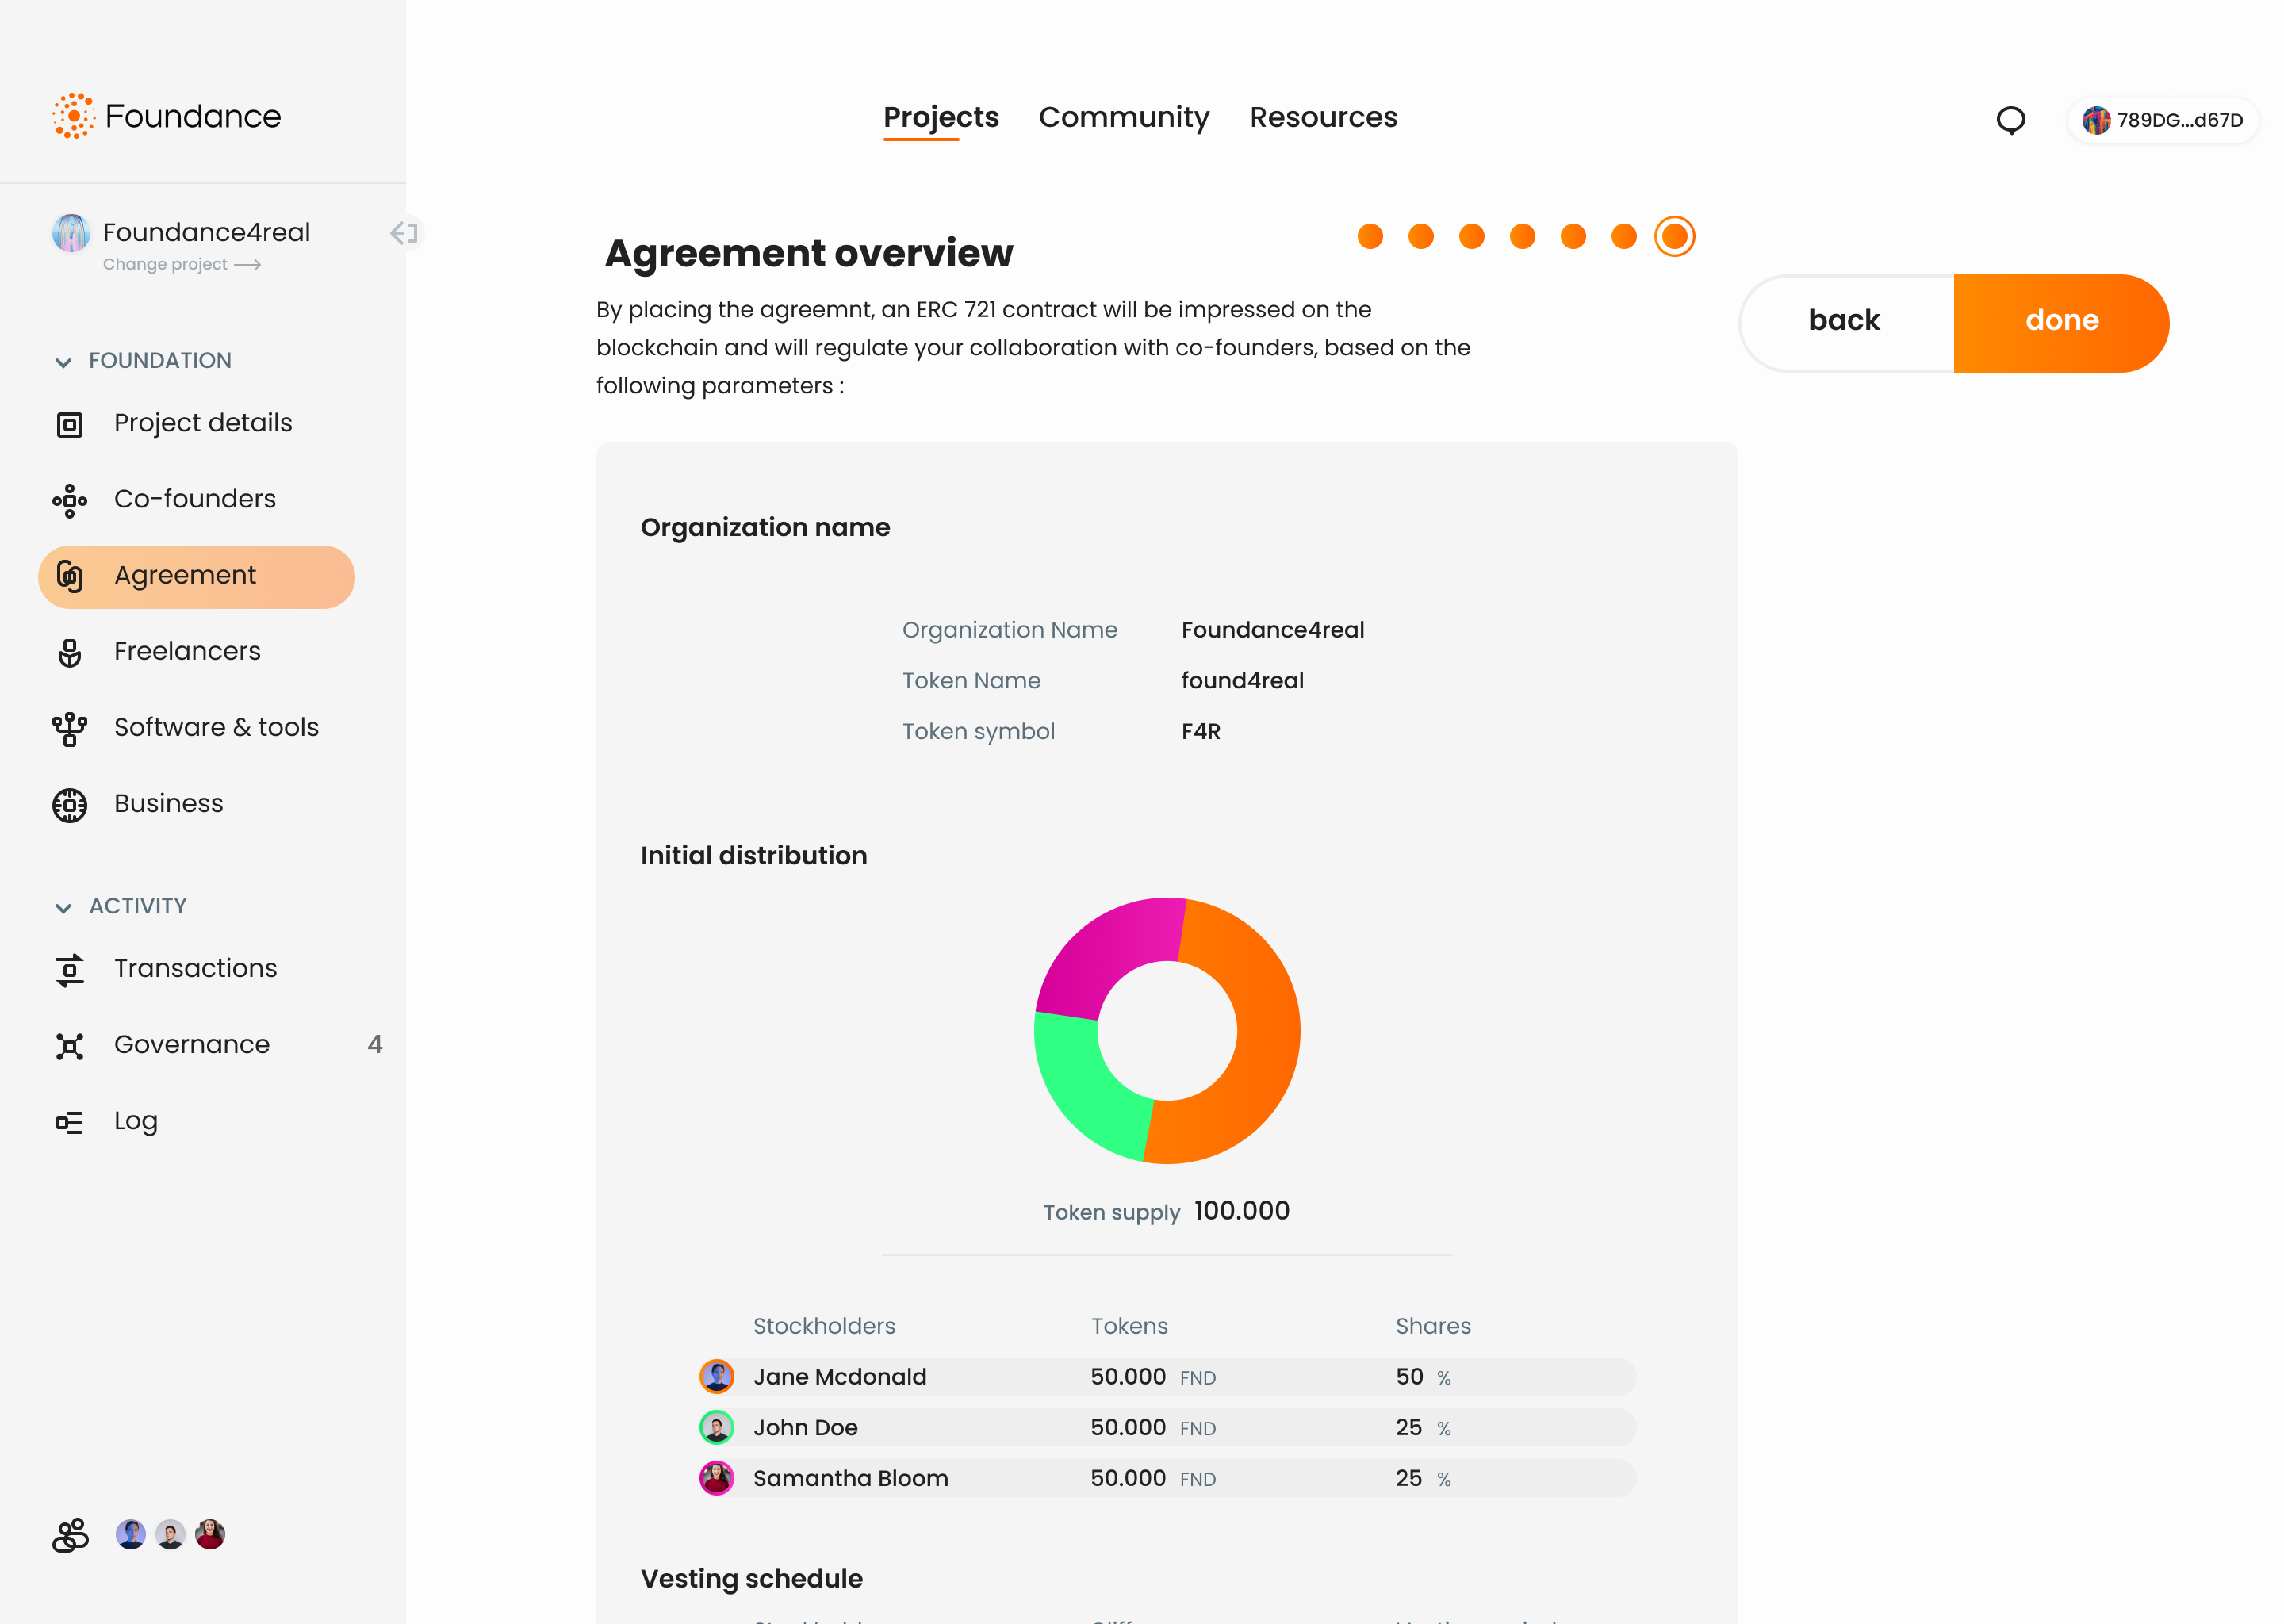 Foundance
Projects Community Resources
789DG...d67D
Foundance4real
Change project
FOUNDATION
Project details
Co-founders
Agreement
Freelancers
Software & tools
Business
ACTIVITY
Transactions
Governance 4
Log
Agreement overview
By placing the agreemnt, an ERC 721 contract will be impressed on the
blockchain and will regulate your collaboration with co-founders, based on the
following parameters :
back done
Organization name
Organization Name Foundance4real
Token Name found4real
Token symbol F4R
Initial distribution
Token supply 100.000
Stockholders Tokens Shares
Jane Mcdonald 50.000 FND 50 %
John Doe 50.000 FND 25 %
Samantha Bloom 50.000 FND 25 %
Vesting schedule